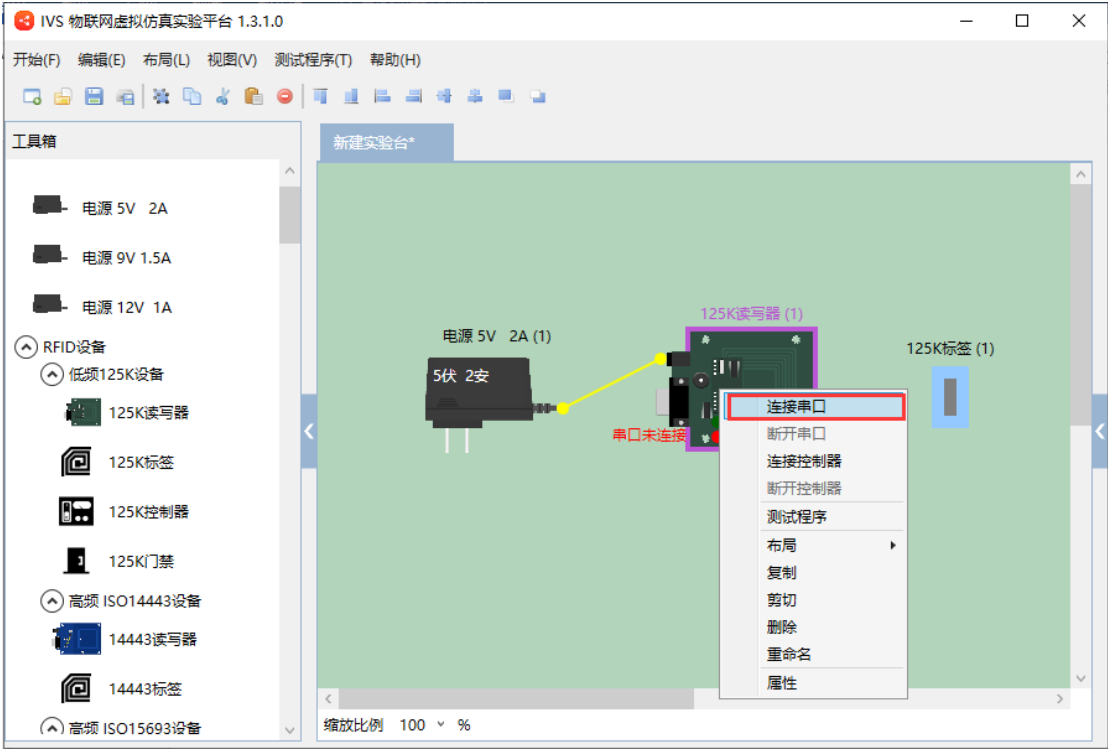 IVS 物联网虚拟仿真实验平台 1.3.1.0
开始(F) 编辑(E) 布局(L) 视图(V) 测试程序(T) 帮助(H)
工具箱
电源 5V 2A
电源 9V 1.5A
电源 12V 1A
RFID设备
低频125K设备
125K读写器
125K标签
125K控制器
125K门禁
高频 ISO14443设备
14443读写器
14443标签
高频 ISO15693设备
新建实验台*
电源 5V 2A (1)
5伏 2安
125K读写器 (1)
串口未连接
125K标签 (1)
连接串口
断开串口
连接控制器
断开控制器
测试程序
布局
复制
剪切
删除
重命名
属性
缩放比例 100 %